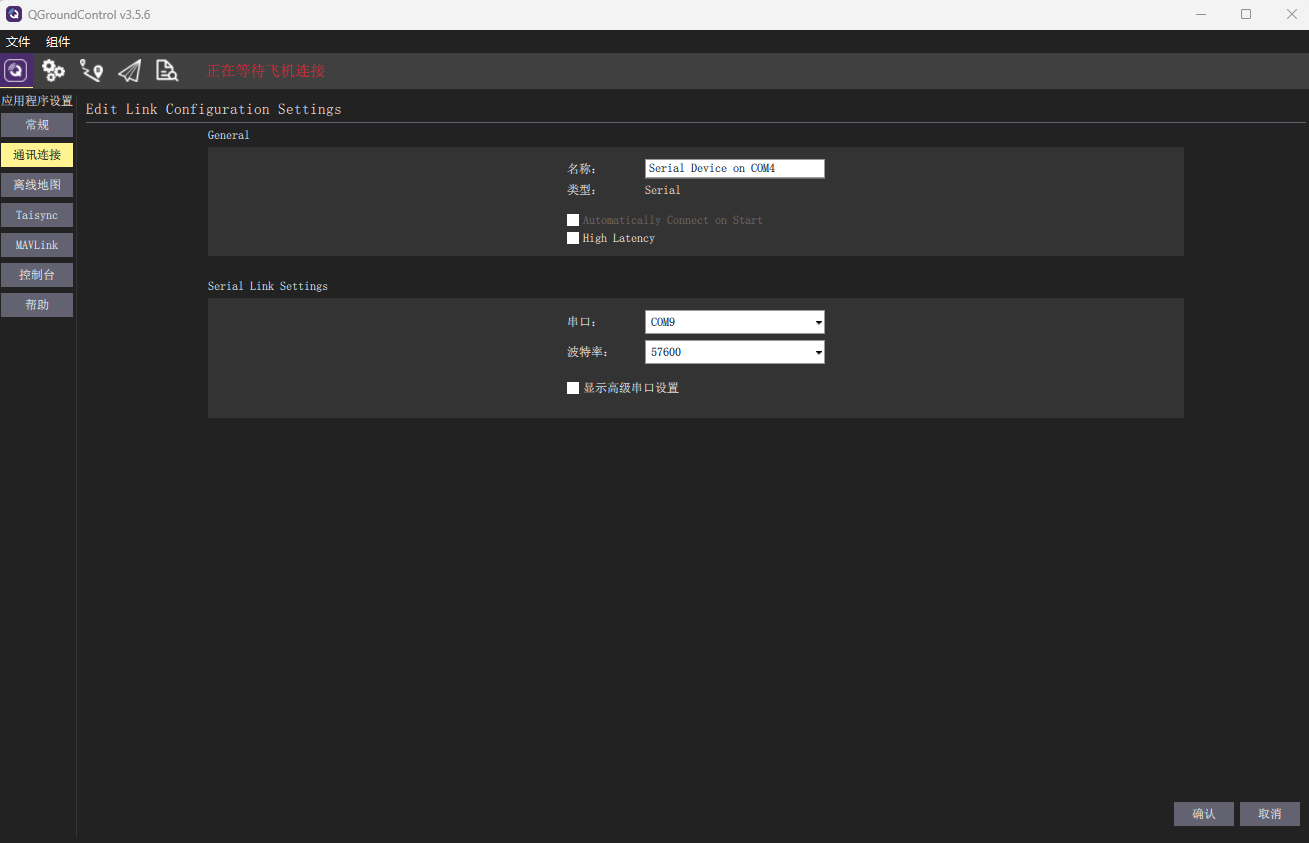 QGroundControl v3.5.6
文件 组件
正在等待飞机连接
应用程序设置
常规
通讯连接
离线地图
Taisync
MAVLink
控制台
帮助
Edit Link Configuration Settings
General
名称: Serial Device on COM4
类型: Serial
Automatically Connect on Start
High Latency
Serial Link Settings
串口: COM9
波特率: 57600
显示高级串口设置
确认 取消